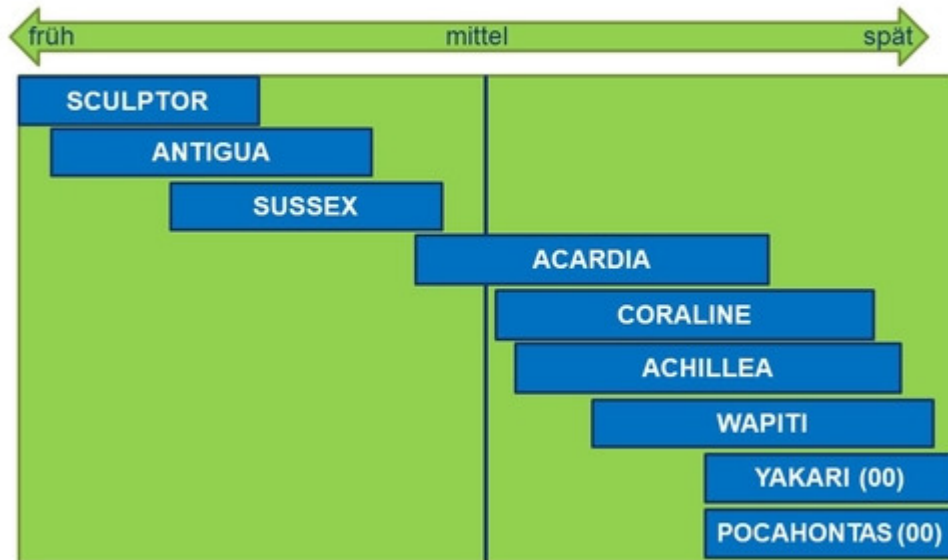 früh mittel spät
SCULPTOR
ANTIGUA
SUSSEX
ACARDIA
CORALINE
ACHILLEA
WAPITI
YAKARI (00)
POCAHONTAS (00)